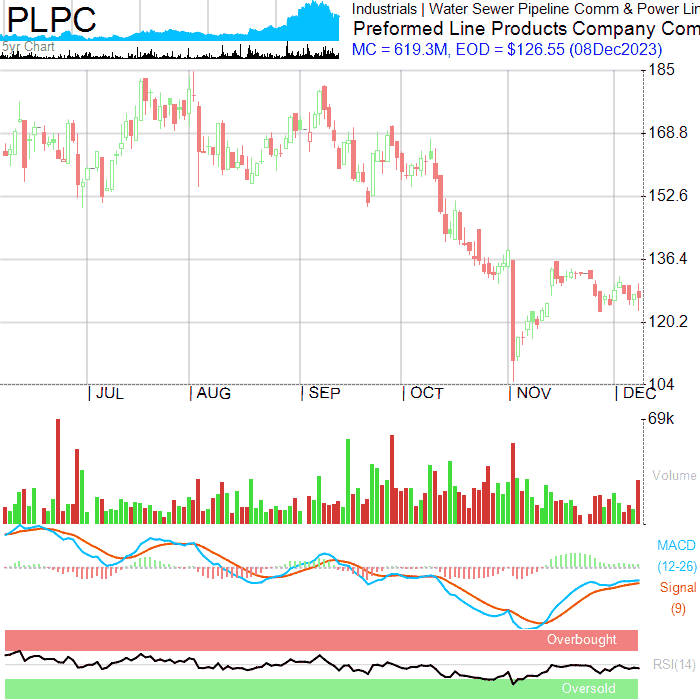 PLPC
5yr Chart
Industrials | Water Sewer Pipeline Comm & Power Lin
Preformed Line Products Company Com
MC = 619.3M, EOD = $126.55 (08Dec2023)
185
168.8
152.6
136.4
120.2
104
JUL AUG SEP OCT NOV DEC
69k
Volume
MACD
(12-26)
Signal
(9)
Overbought
RSI(14)
Oversold